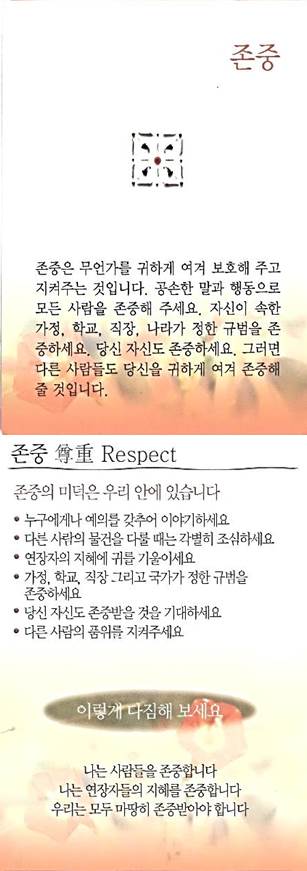 존중
존중은 무언가를 귀하게 여겨 보호해 주고
지켜주는 것입니다. 공손한 말과 행동으로
모든 사람을 존중해 주세요. 자신이 속한
가정, 학교, 직장, 나라가 정한 규범을 존
중하세요. 당신 자신도 존중하세요. 그러면
다른 사람들도 당신을 귀하게 여겨 존중해
줄 것입니다.
존중 尊重 Respect
존중의 미덕은 우리 안에 있습니다
• 누구에게나 예의를 갖추어 이야기하세요
• 다른 사람의 물건을 다룰 때는 각별히 조심하세요
• 연장자의 지혜에 귀를 기울이세요
• 가정, 학교, 직장 그리고 국가가 정한 규범을
존중하세요
• 당신 자신도 존중받을 것을 기대하세요
• 다른 사람의 품위를 지켜주세요
이렇게 다짐해 보세요
나는 사람들을 존중합니다
나는 연장자들의 지혜를 존중합니다
우리는 모두 마땅히 존중받아야 합니다